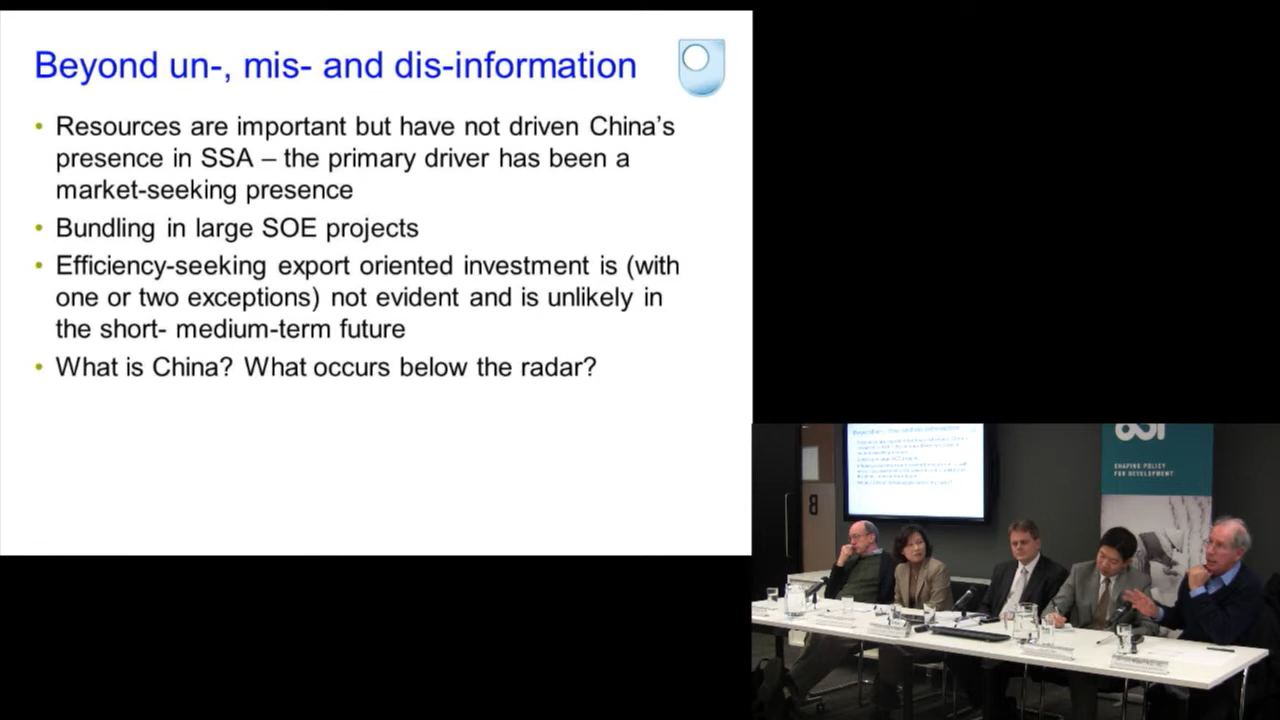 Beyond un-, mis- and dis-information
• Resources are important but have not driven China's
presence in SSA – the primary driver has been a
market-seeking presence
• Bundling in large SOE projects
• Efficiency-seeking export oriented investment is (with
one or two exceptions) not evident and is unlikely in
the short- medium-term future
• What is China? What occurs below the radar?
SHAPING POLICY
FOR DEVELOPMENT